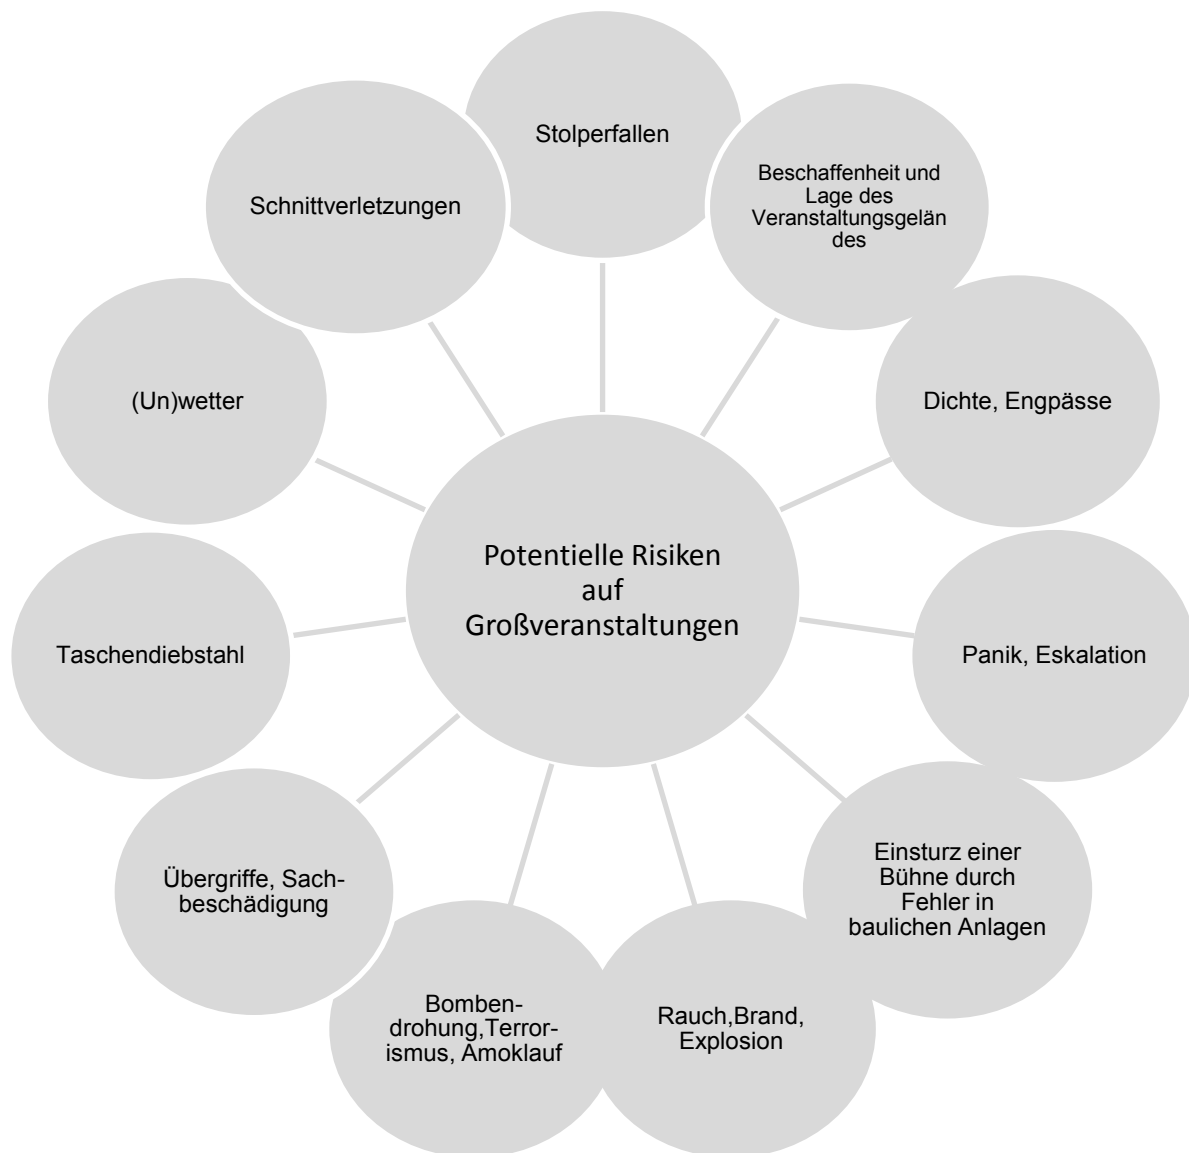 Stolperfallen
Beschaffenheit und
Lage des
Veranstaltungsgelän
des
Dichte, Engpässe
Panik, Eskalation
Einsturz einer
Bühne durch
Fehler in
baulichen Anlagen
Rauch,Brand,
Explosion
Bomben-
drohung,Terror-
ismus, Amoklauf
Übergriffe, Sach-
beschädigung
Taschendiebstahl
(Un)wetter
Schnittverletzungen
Potentielle Risiken
auf
Großveranstaltungen